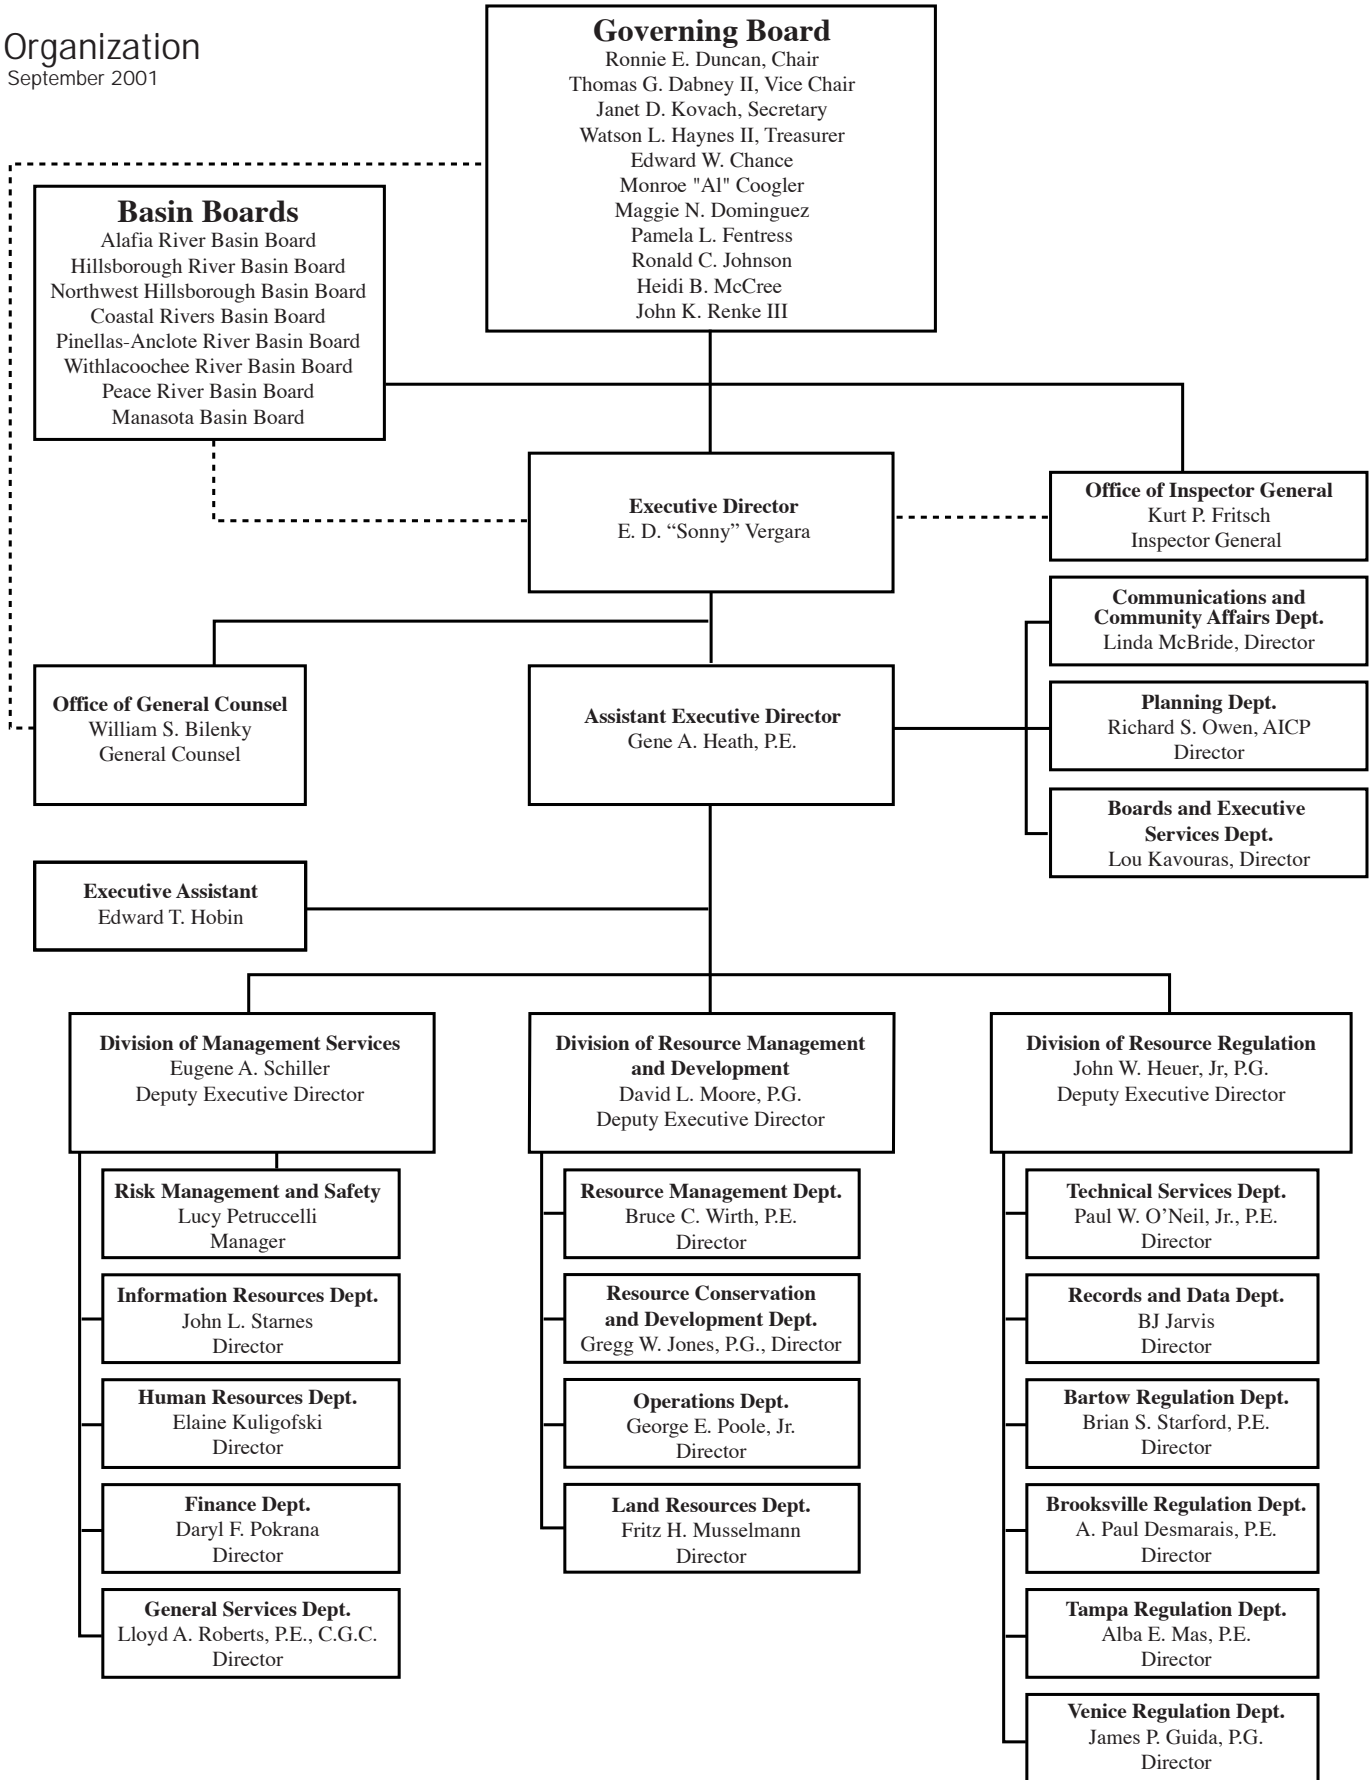 Organization
September 2001
Governing Board
Ronnie E. Duncan, Chair
Thomas G. Dabney II, Vice Chair
Janet D. Kovach, Secretary
Watson L. Haynes II, Treasurer
Edward W. Chance
Monroe "Al" Coogler
Maggie N. Dominguez
Pamela L. Fentress
Ronald C. Johnson
Heidi B. McCree
John K. Renke III
Basin Boards
Alafia River Basin Board
Hillsborough River Basin Board
Northwest Hillsborough Basin Board
Coastal Rivers Basin Board
Pinellas-Anclote River Basin Board
Withlacoochee River Basin Board
Peace River Basin Board
Manasota Basin Board
Executive Director
E. D. “Sonny” Vergara
Office of Inspector General
Kurt P. Fritsch
Inspector General
Communications and
Community Affairs Dept.
Linda McBride, Director
Office of General Counsel
William S. Bilenky
General Counsel
Assistant Executive Director
Gene A. Heath, P.E.
Planning Dept.
Richard S. Owen, AICP
Director
Boards and Executive
Services Dept.
Lou Kavouras, Director
Executive Assistant
Edward T. Hobin
Division of Management Services
Eugene A. Schiller
Deputy Executive Director
Division of Resource Management
and Development
David L. Moore, P.G.
Deputy Executive Director
Division of Resource Regulation
John W. Heuer, Jr, P.G.
Deputy Executive Director
Risk Management and Safety
Lucy Petruccelli
Manager
Information Resources Dept.
John L. Starnes
Director
Human Resources Dept.
Elaine Kuligofski
Director
Finance Dept.
Daryl F. Pokrana
Director
General Services Dept.
Lloyd A. Roberts, P.E., C.G.C.
Director
Resource Management Dept.
Bruce C. Wirth, P.E.
Director
Resource Conservation
and Development Dept.
Gregg W. Jones, P.G., Director
Operations Dept.
George E. Poole, Jr.
Director
Land Resources Dept.
Fritz H. Musselmann
Director
Technical Services Dept.
Paul W. O’Neil, Jr., P.E.
Director
Records and Data Dept.
BJ Jarvis
Director
Bartow Regulation Dept.
Brian S. Starford, P.E.
Director
Brooksville Regulation Dept.
A. Paul Desmarais, P.E.
Director
Tampa Regulation Dept.
Alba E. Mas, P.E.
Director
Venice Regulation Dept.
James P. Guida, P.G.
Director